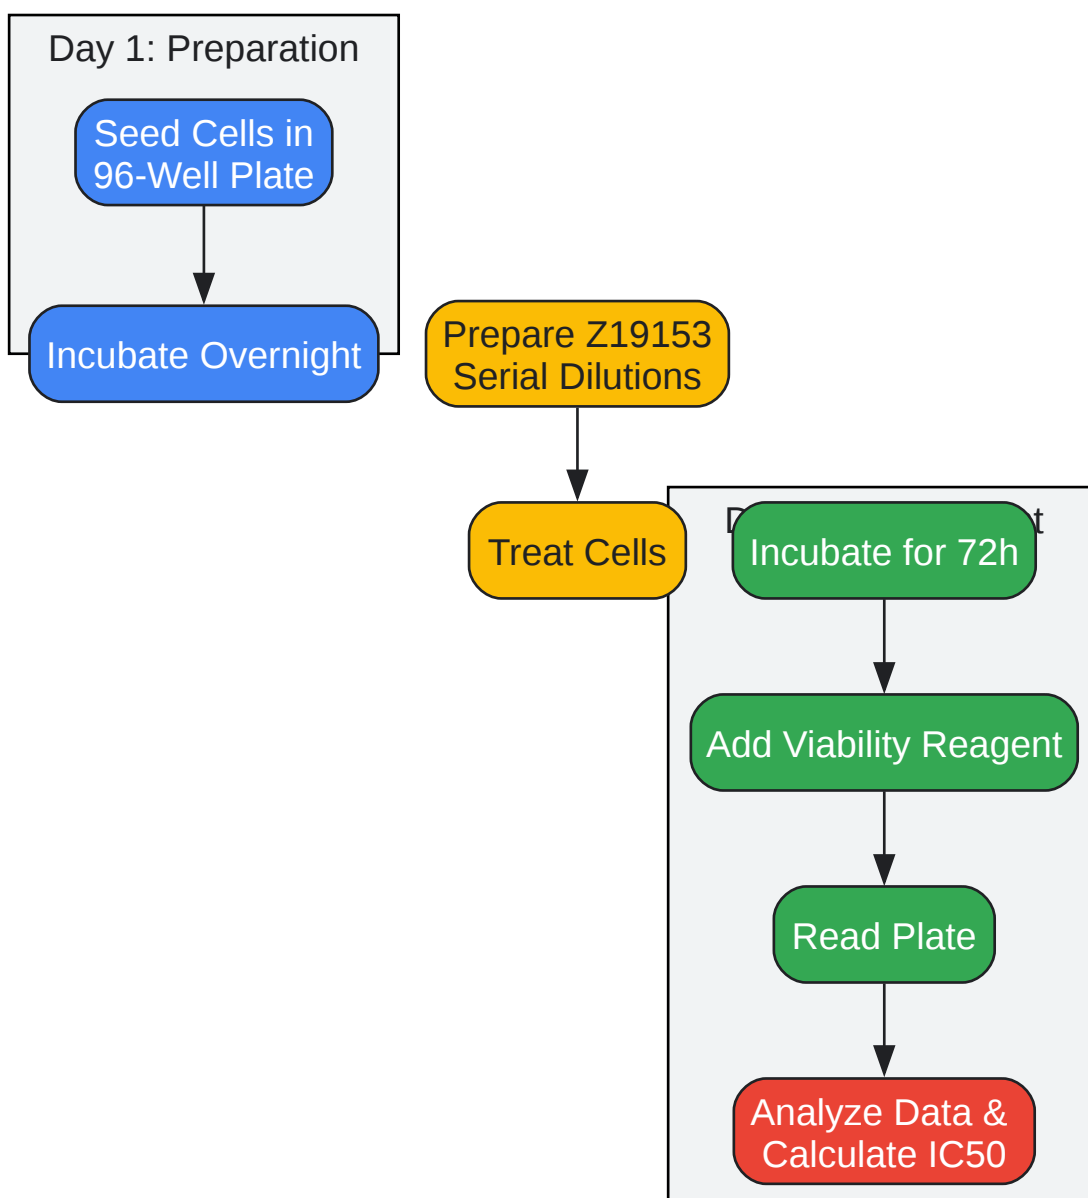 Day 1: Preparation
Seed Cells in
96-Well Plate
Incubate Overnight
Prepare Z19153
Serial Dilutions
Treat Cells
Incubate for 72h
Add Viability Reagent
Read Plate
Analyze Data &
Calculate IC50